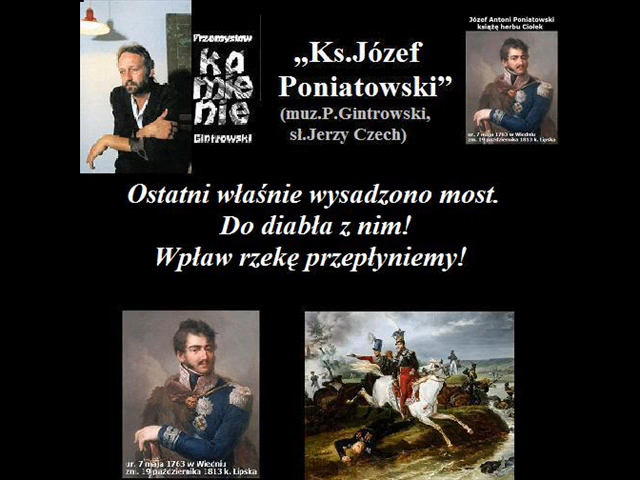 Przemysław
kamienie
Gintrowski
„Ks.Józef
Poniatowski”
(muz.P.Gintrowski,
sł.Jerzy Czech)
Józef Antoni Poniatowski
książę herbu Ciołek
ur. 7 maja 1763 w Wiedniu
zm. 19 października 1813 k. Lipska
Ostatni właśnie wysadzono most.
Do diabła z nim!
Wpław rzekę przepłyniemy!
ur. 7 maja 1763 w Wiedniu
zm. 19 października 1813 k. Lipska